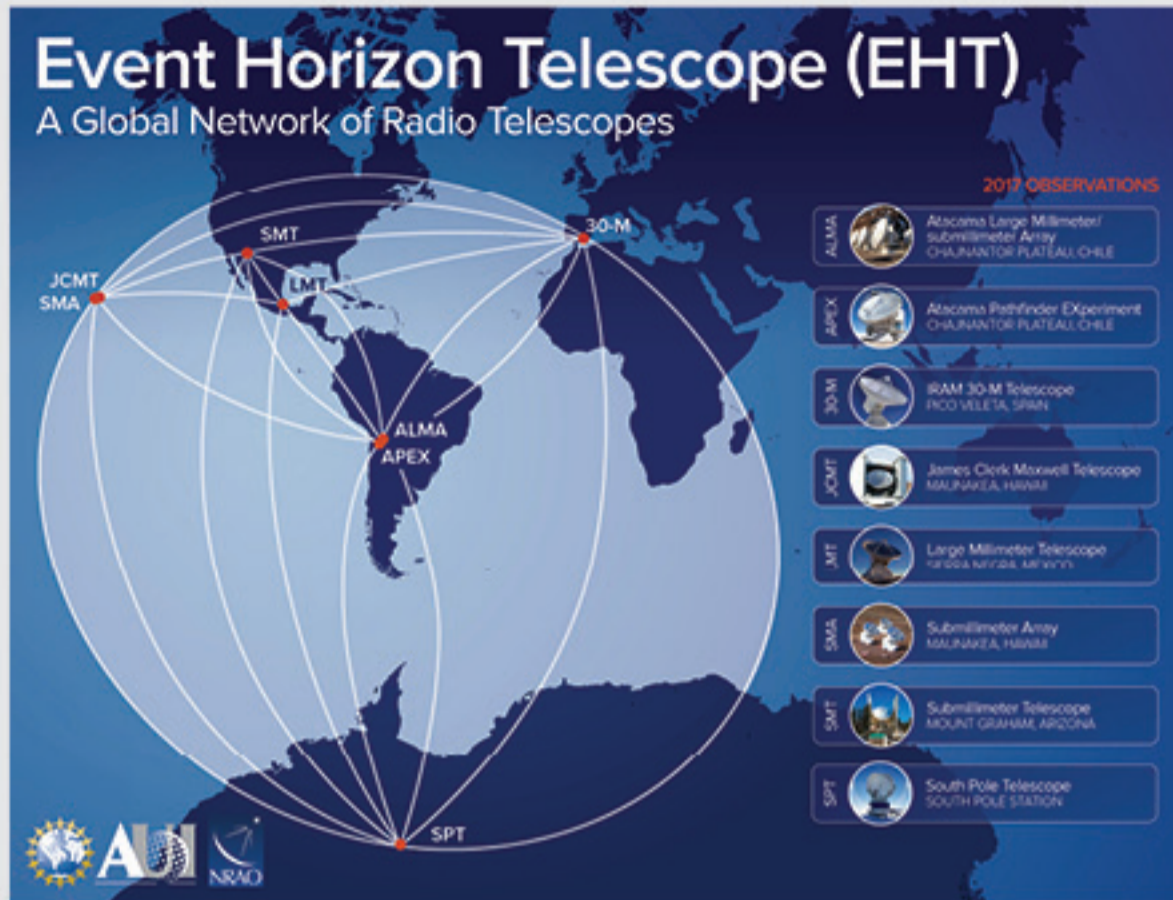 Event Horizon Telescope (EHT)
A Global Network of Radio Telescopes
2017 OBSERVATIONS
SMT
30-M
JCMT
SMA
LMT
ALMA
APEX
SPT
ALMA
Atacama Large Millimeter/
submillimeter Array
CHAJNANTOR PLATEAU, CHILE
APEX
Atacama Pathfinder EXperiment
CHAJNANTOR PLATEAU, CHILE
30-M
IRAM 30-M Telescope
PICO VELETA, SPAIN
JCMT
James Clerk Maxwell Telescope
MAUNAKEA, HAWAII
LMT
Large Millimeter Telescope
SIERRA NEGRA, MEXICO
SMA
Submillimeter Array
MAUNAKEA, HAWAII
SMT
Submillimeter Telescope
MOUNT GRAHAM, ARIZONA
SPT
South Pole Telescope
SOUTH POLE STATION
AUI
NRAO